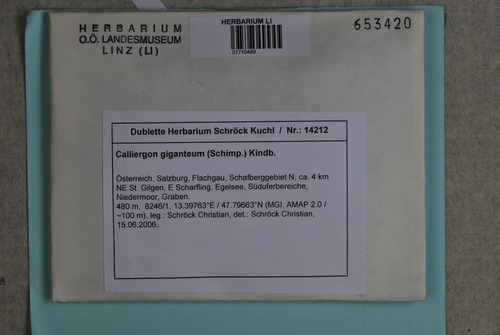 HERBARIUM
O.Ö. LANDESMUSEUM
LINZ (LI)
HERBARIUM LI
01710469
653420
Dublette Herbarium Schröck Kuchl / Nr.: 14212
Calliergon giganteum (Schimp.) Kindb.
Österreich, Salzburg, Flachgau, Schafberggebiet N, ca. 4 km
NE St. Gilgen, E Scharfling, Egelsee, Süduferbereiche,
Niedermoor, Graben.
480 m, 8246/1, 13.39763°E / 47.79663°N (MGI: AMAP 2.0 /
~100 m), leg.: Schröck Christian, det.: Schröck Christian,
15.06.2006.